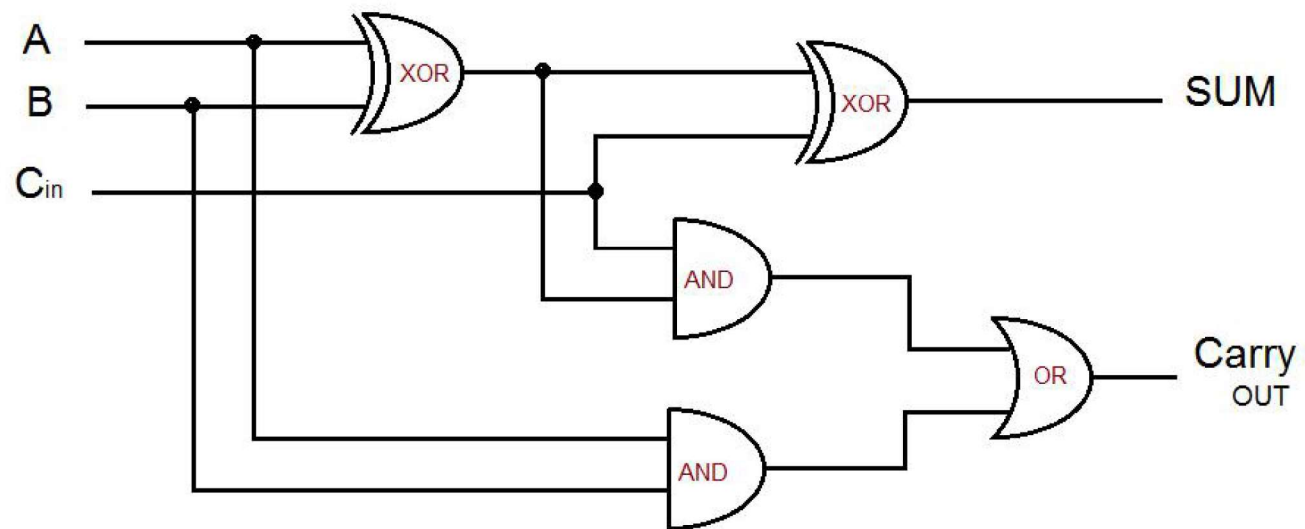 A
XOR
XOR
SUM
B
Cin
AND
Carry
OUT
OR
AND